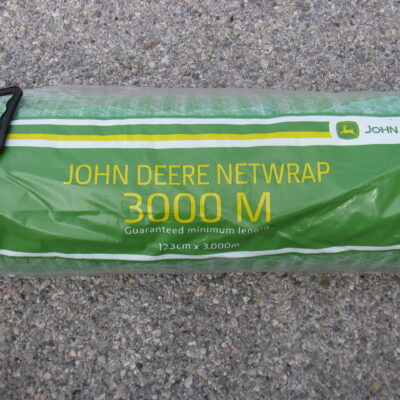 JOHN
JOHN DEERE NETWRAP
3000 M
Guaranteed minimum length
123cm x 3,000m